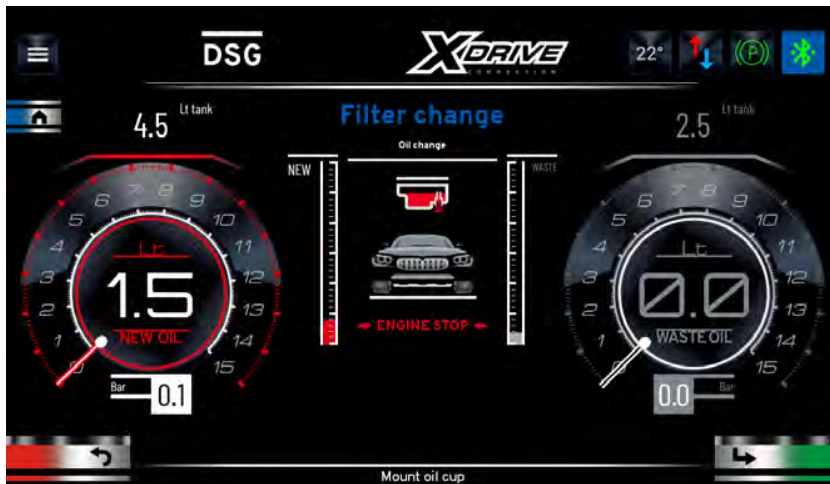 DSG
XDRIVE
CONNECTION
22°
(P)
4.5 Lt tank
Filter change
2.5 Lt tank
Oil change
NEW
WASTE
0 1 2 3 4 5 6 7 8 9 10 11 12 13 14 15
Lt
1.5
NEW OIL
Bar 0.1
ENGINE STOP
0 1 2 3 4 5 6 7 8 9 10 11 12 13 14 15
Lt
0.0
WASTE OIL
0.0 Bar
Mount oil cup